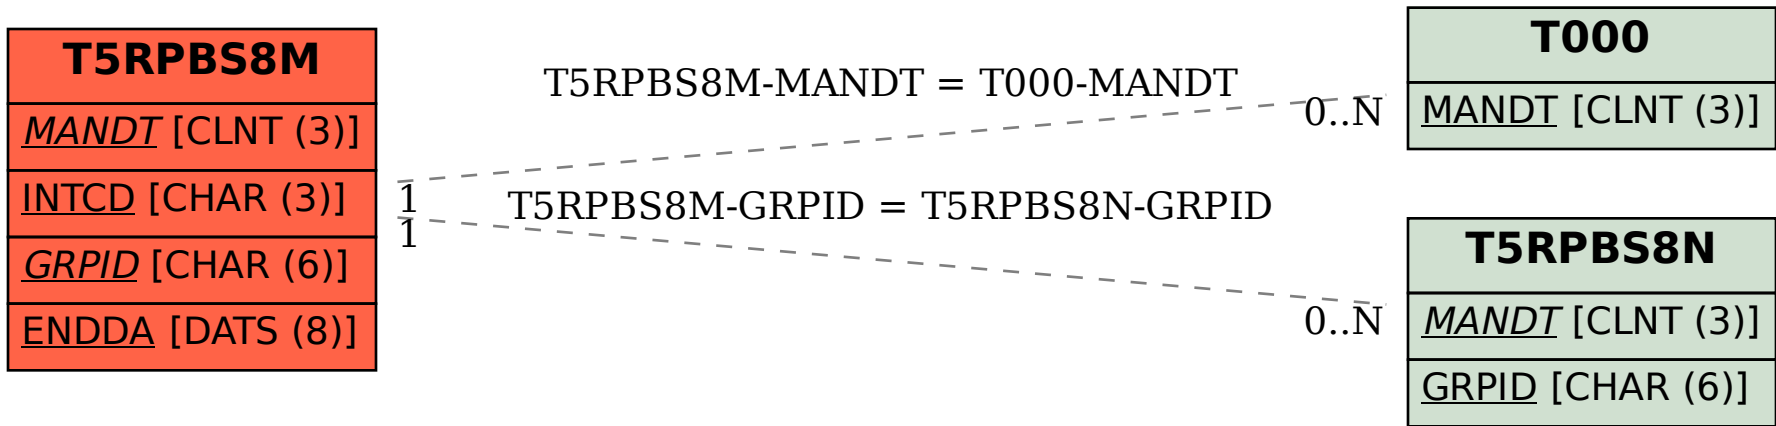 T5RPBS8M
MANDT [CLNT (3)]
INTCD [CHAR (3)]
GRPID [CHAR (6)]
ENDDA [DATS (8)]
T5RPBS8M-MANDT = T000-MANDT
0..N
1
T5RPBS8M-GRPID = T5RPBS8N-GRPID
1
0..N
T000
MANDT [CLNT (3)]
T5RPBS8N
MANDT [CLNT (3)]
GRPID [CHAR (6)]